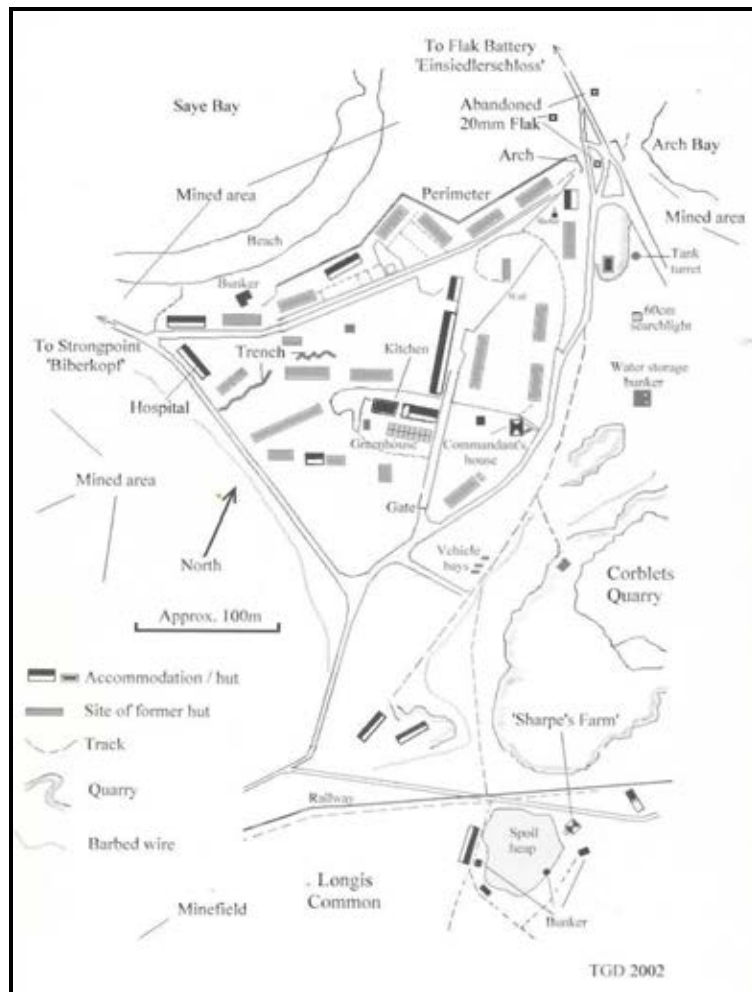 To Flak Battery
'Einsiedlerschloss'
Saye Bay
Abandoned
20mm Flak
Arch Bay
Arch
Mined area
Perimeter
Mined area
Beach
Bunker
Tank
turret
Wall
60cm
searchlight
To Strongpoint
'Biberkopf'
Trench
Kitchen
Water storage
bunker
Hospital
Greenhouse
Commandant's
house
Mined area
Gate
North
Vehicle
bays
Corblets
Quarry
Approx. 100m
Accommodation / hut
Site of former hut
'Sharpe's Farm'
Track
Quarry
Railway
Spoil
heap
Barbed wire
Longis
Common
Minefield
Bunker
TGD 2002